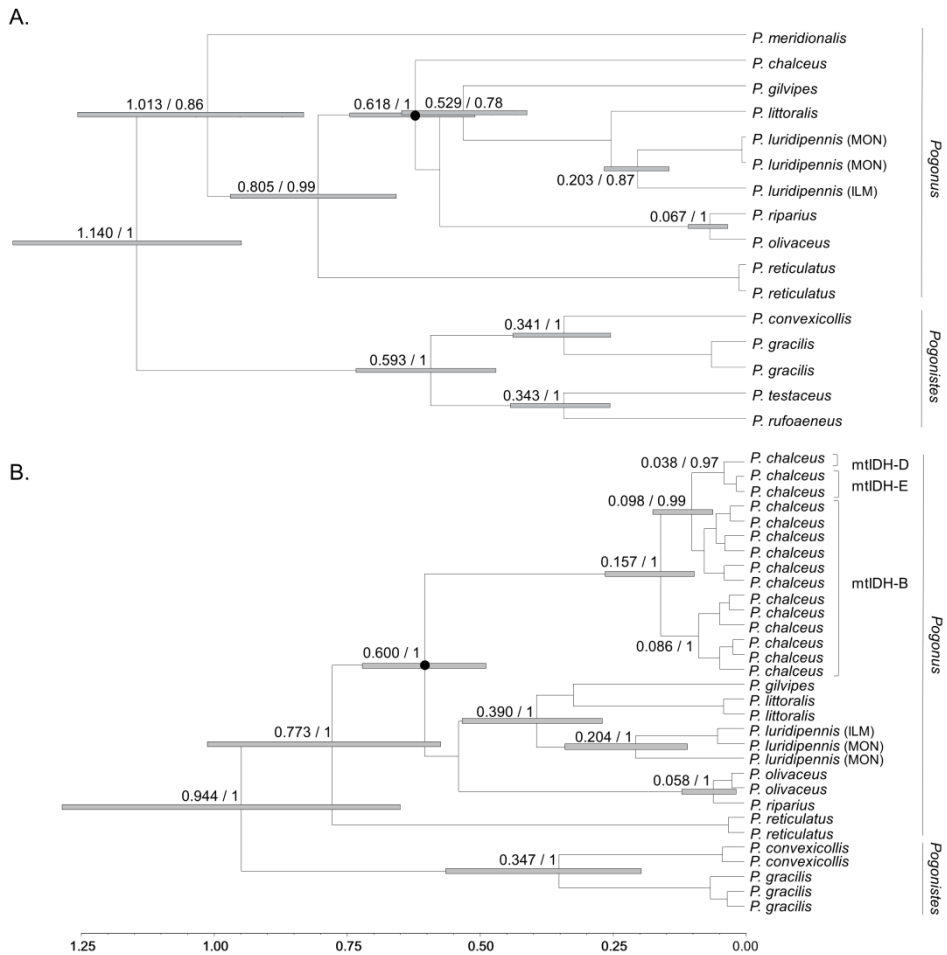 A.
P. meridionalis
P. chalceus
1.013 / 0.86
0.618 / 1
0.529 / 0.78
P. gilvipes
P. littoralis
P. luridipennis (MON)
P. luridipennis (MON)
0.203 / 0.87
P. luridipennis (ILM)
0.805 / 0.99
0.067 / 1
P. riparius
P. olivaceus
1.140 / 1
P. reticulatus
P. reticulatus
Pogonus
0.341 / 1
P. convexicollis
P. gracilis
0.593 / 1
P. gracilis
0.343 / 1
P. testaceus
P. rufoaeneus
Pogonistes
B.
P. chalceus
mtIDH-D
0.038 / 0.97
P. chalceus
P. chalceus
mtIDH-E
0.098 / 0.99
P. chalceus
P. chalceus
P. chalceus
P. chalceus
0.157 / 1
P. chalceus
P. chalceus
mtIDH-B
P. chalceus
P. chalceus
P. chalceus
0.086 / 1
P. chalceus
P. chalceus
P. chalceus
0.600 / 1
P. gilvipes
P. littoralis
0.390 / 1
P. littoralis
0.773 / 1
0.204 / 1
P. luridipennis (ILM)
P. luridipennis (MON)
P. luridipennis (MON)
0.058 / 1
P. olivaceus
P. olivaceus
0.944 / 1
P. riparius
P. reticulatus
P. reticulatus
Pogonus
P. convexicollis
0.347 / 1
P. convexicollis
P. gracilis
P. gracilis
P. gracilis
Pogonistes
1.25 1.00 0.75 0.50 0.25 0.00